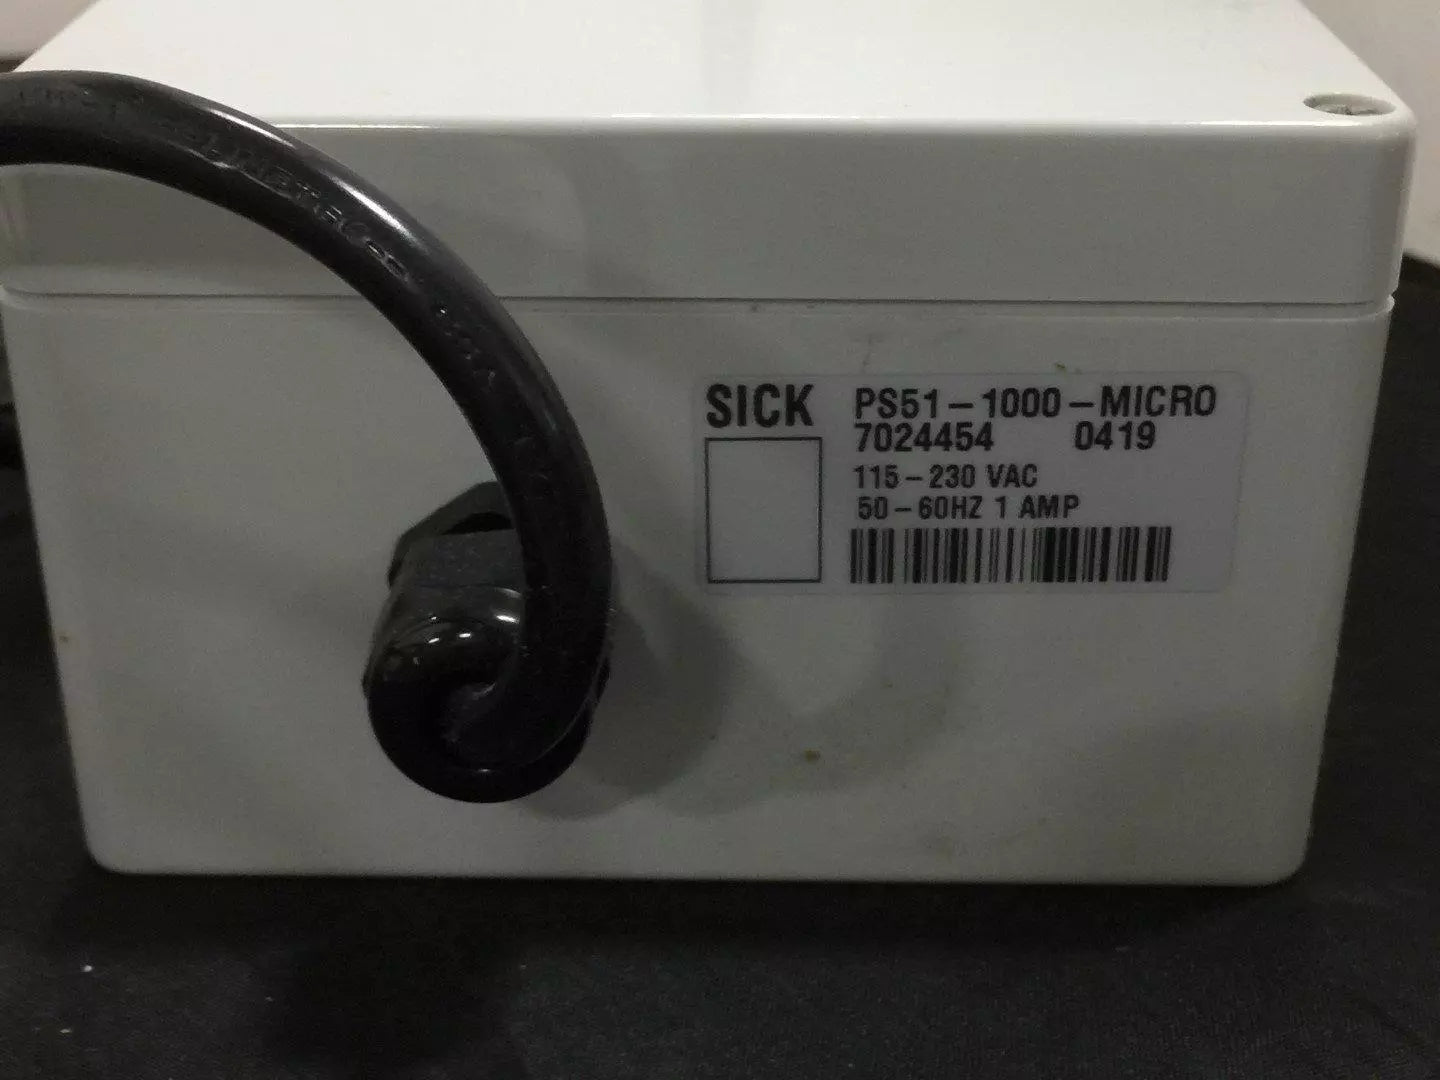 SICK PS51-1000-MICRO
7024454 0419
115-230 VAC
50-60HZ 1 AMP